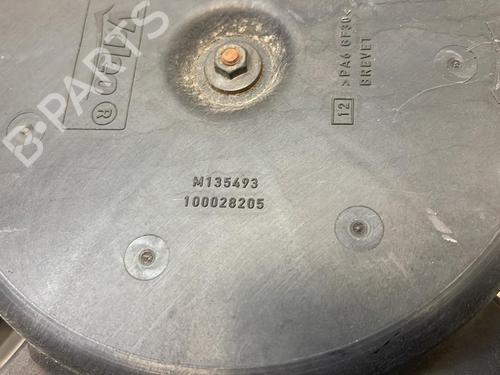 >PA6 GF30<
BREVET
12
R
M135493
100028205
B-PARTS